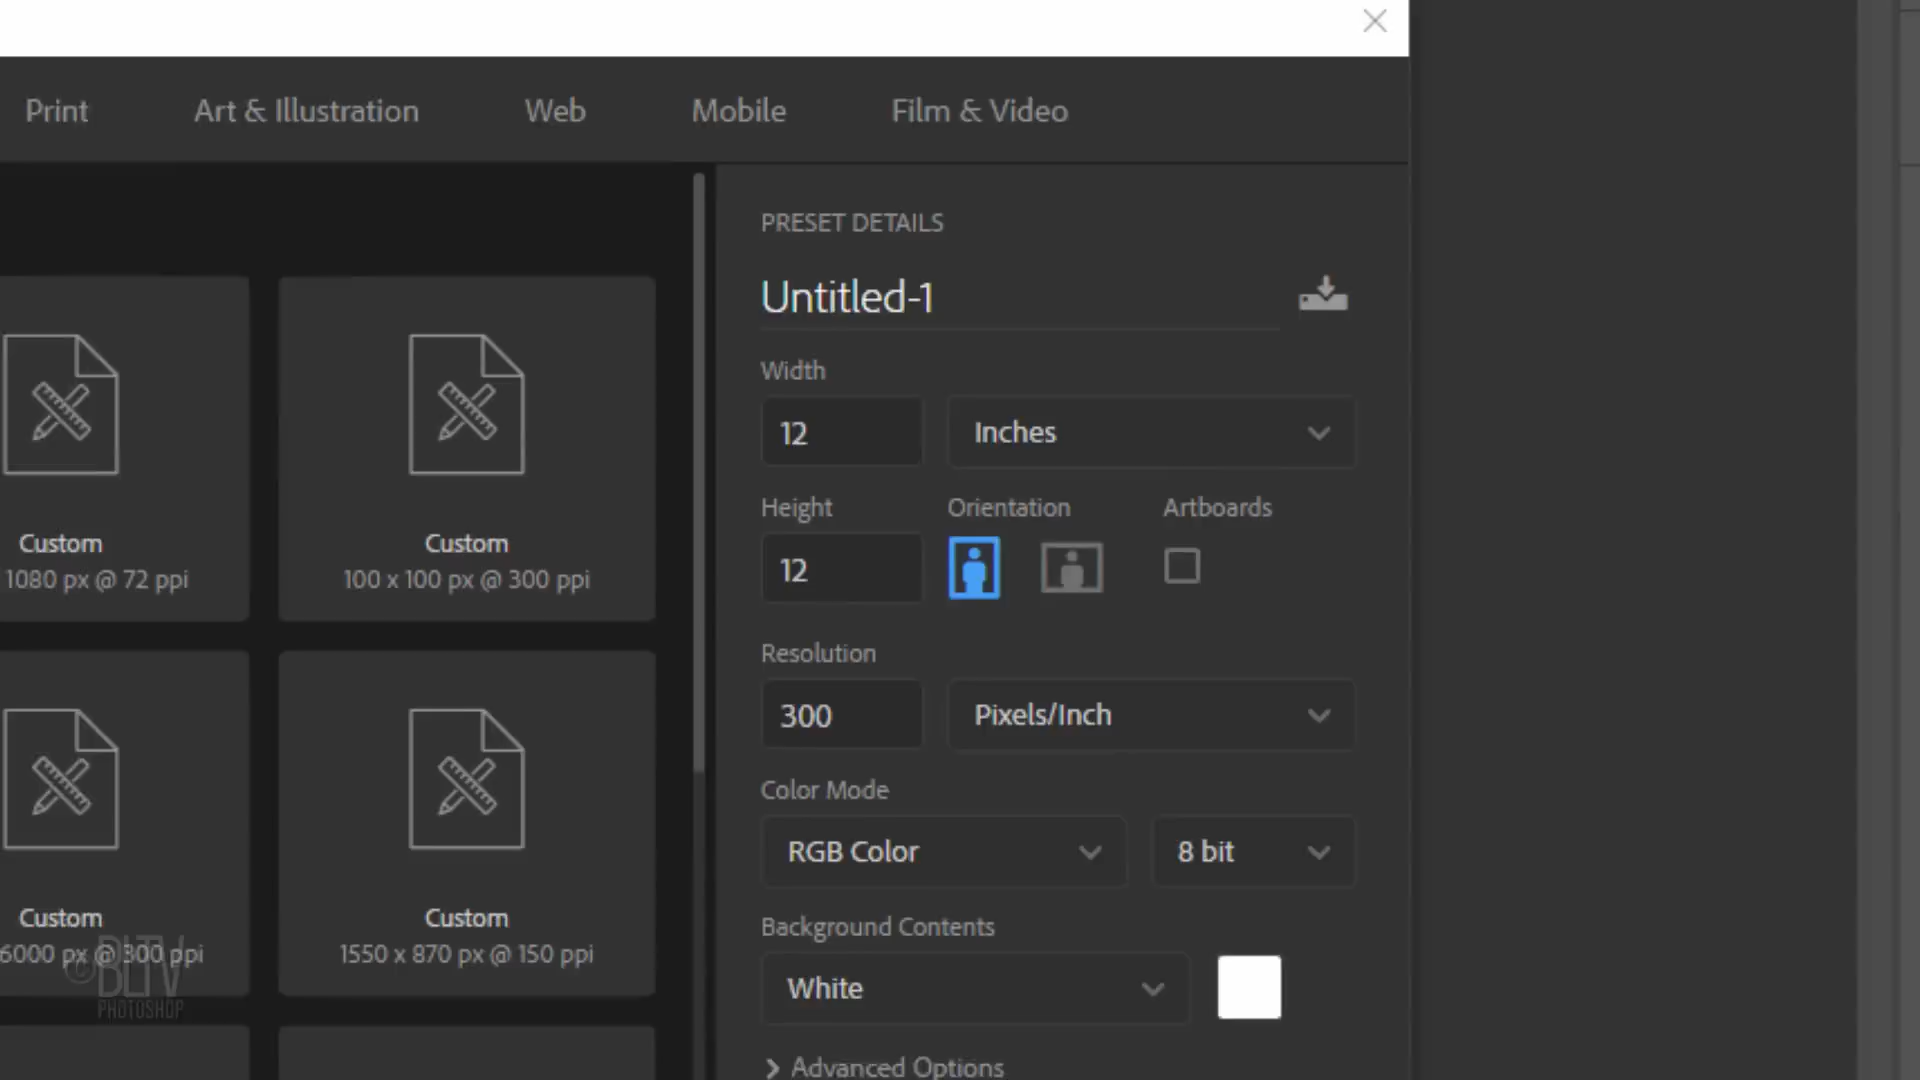 Print
Art & Illustration
Web
Mobile
Film & Video
PRESET DETAILS
Untitled-1
Width
12
Inches
Height
Orientation
Artboards
12
Resolution
300
Pixels/Inch
Color Mode
RGB Color
8 bit
Background Contents
White
Advanced Options
Custom
1080 px @ 72 ppi
Custom
100 x 100 px @ 300 ppi
Custom
6000 px @ 300 ppi
Custom
1550 x 870 px @ 150 ppi
© BLTV
PHOTOSHOP